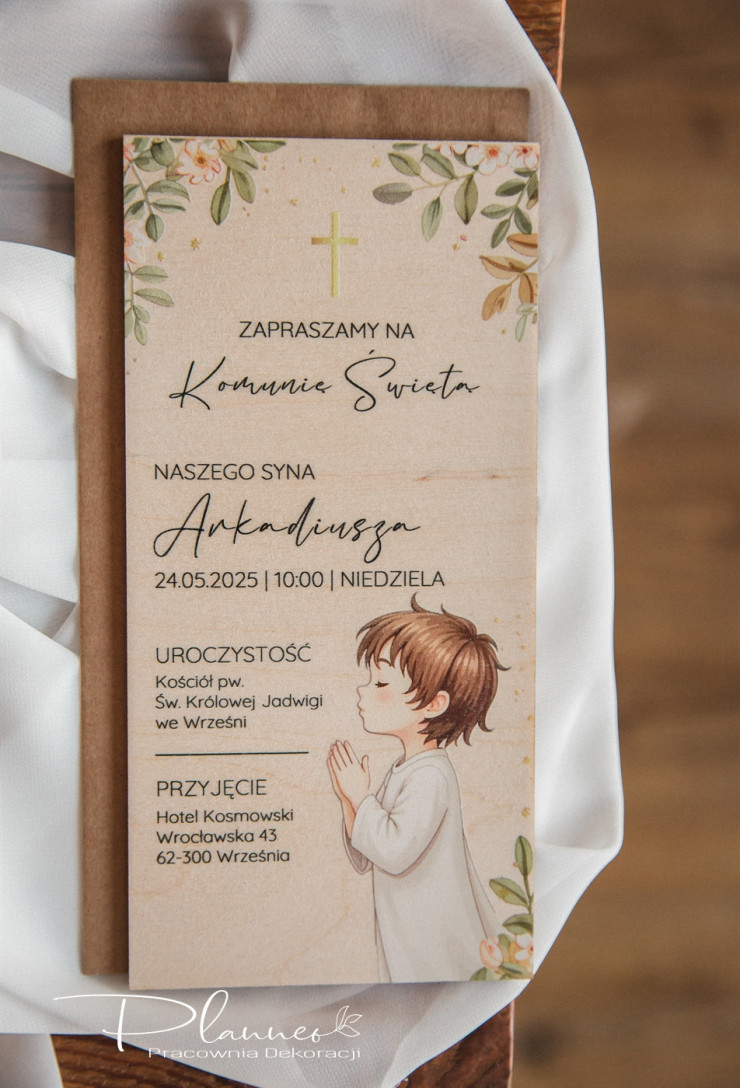 ZAPRASZAMY NA
Komunię Świętą
NASZEGO SYNA
Arkadiusza
24.05.2025 | 10:00 | NIEDZIELA
UROCZYSTOŚĆ
Kościół pw.
Św. Królowej Jadwigi
we Wrześni
PRZYJĘCIE
Hotel Kosmowski
Wrocławska 43
62-300 Września
Planneo
Pracownia Dekoracji